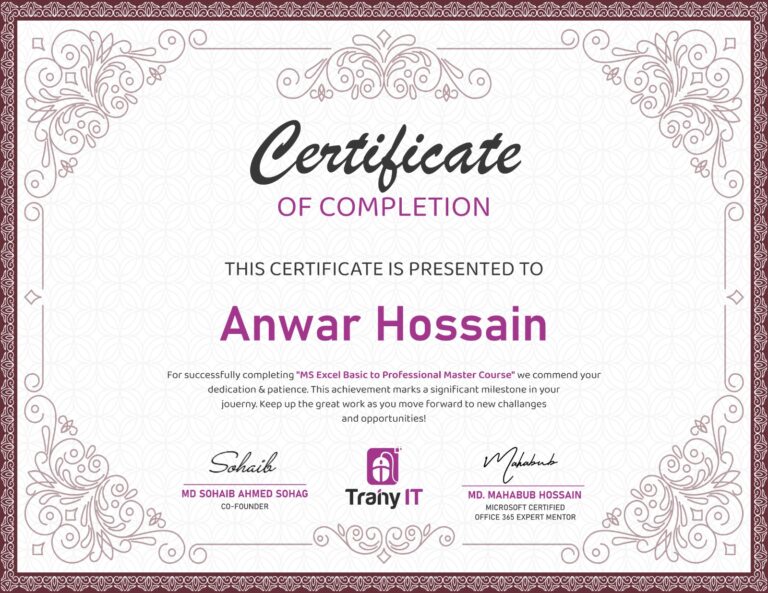 Certificate
OF COMPLETION
THIS CERTIFICATE IS PRESENTED TO
Anwar Hossain
For successfully completing "MS Excel Basic to Professional Master Course" we commend your
dedication & patience. This achievement marks a significant milestone in your
jouerny. Keep up the great work as you move forward to new challanges
and opportunities!
Sohaib
MD SOHAIB AHMED SOHAG
CO-FOUNDER
Trainy IT
Mahabub
MD. MAHABUB HOSSAIN
MICROSOFT CERTIFIED
OFFICE 365 EXPERT MENTOR